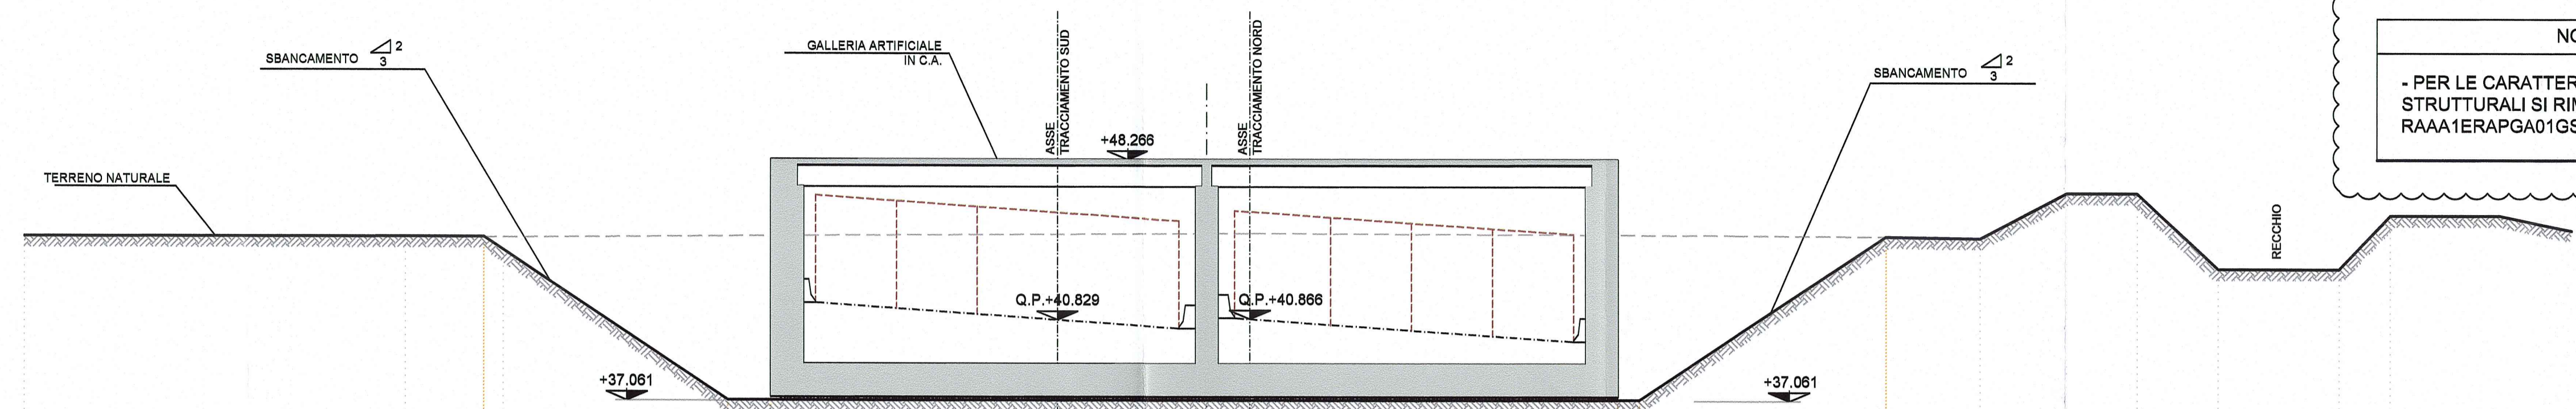 SBANCAMENTO 2
3
GALLERIA ARTIFICIALE
IN C.A.
ASSE
TRACCIAMENTO SUD
ASSE
TRACCIAMENTO NORD
SBANCAMENTO 2
3
- PER LE CARATTER
STRUTTURALI SI RIM
RAAA1ERAPGA01GS
TERRENO NATURALE
+48.266
RECCHIO
Q.P.+40.829
Q.P.+40.866
+37.061
+37.061